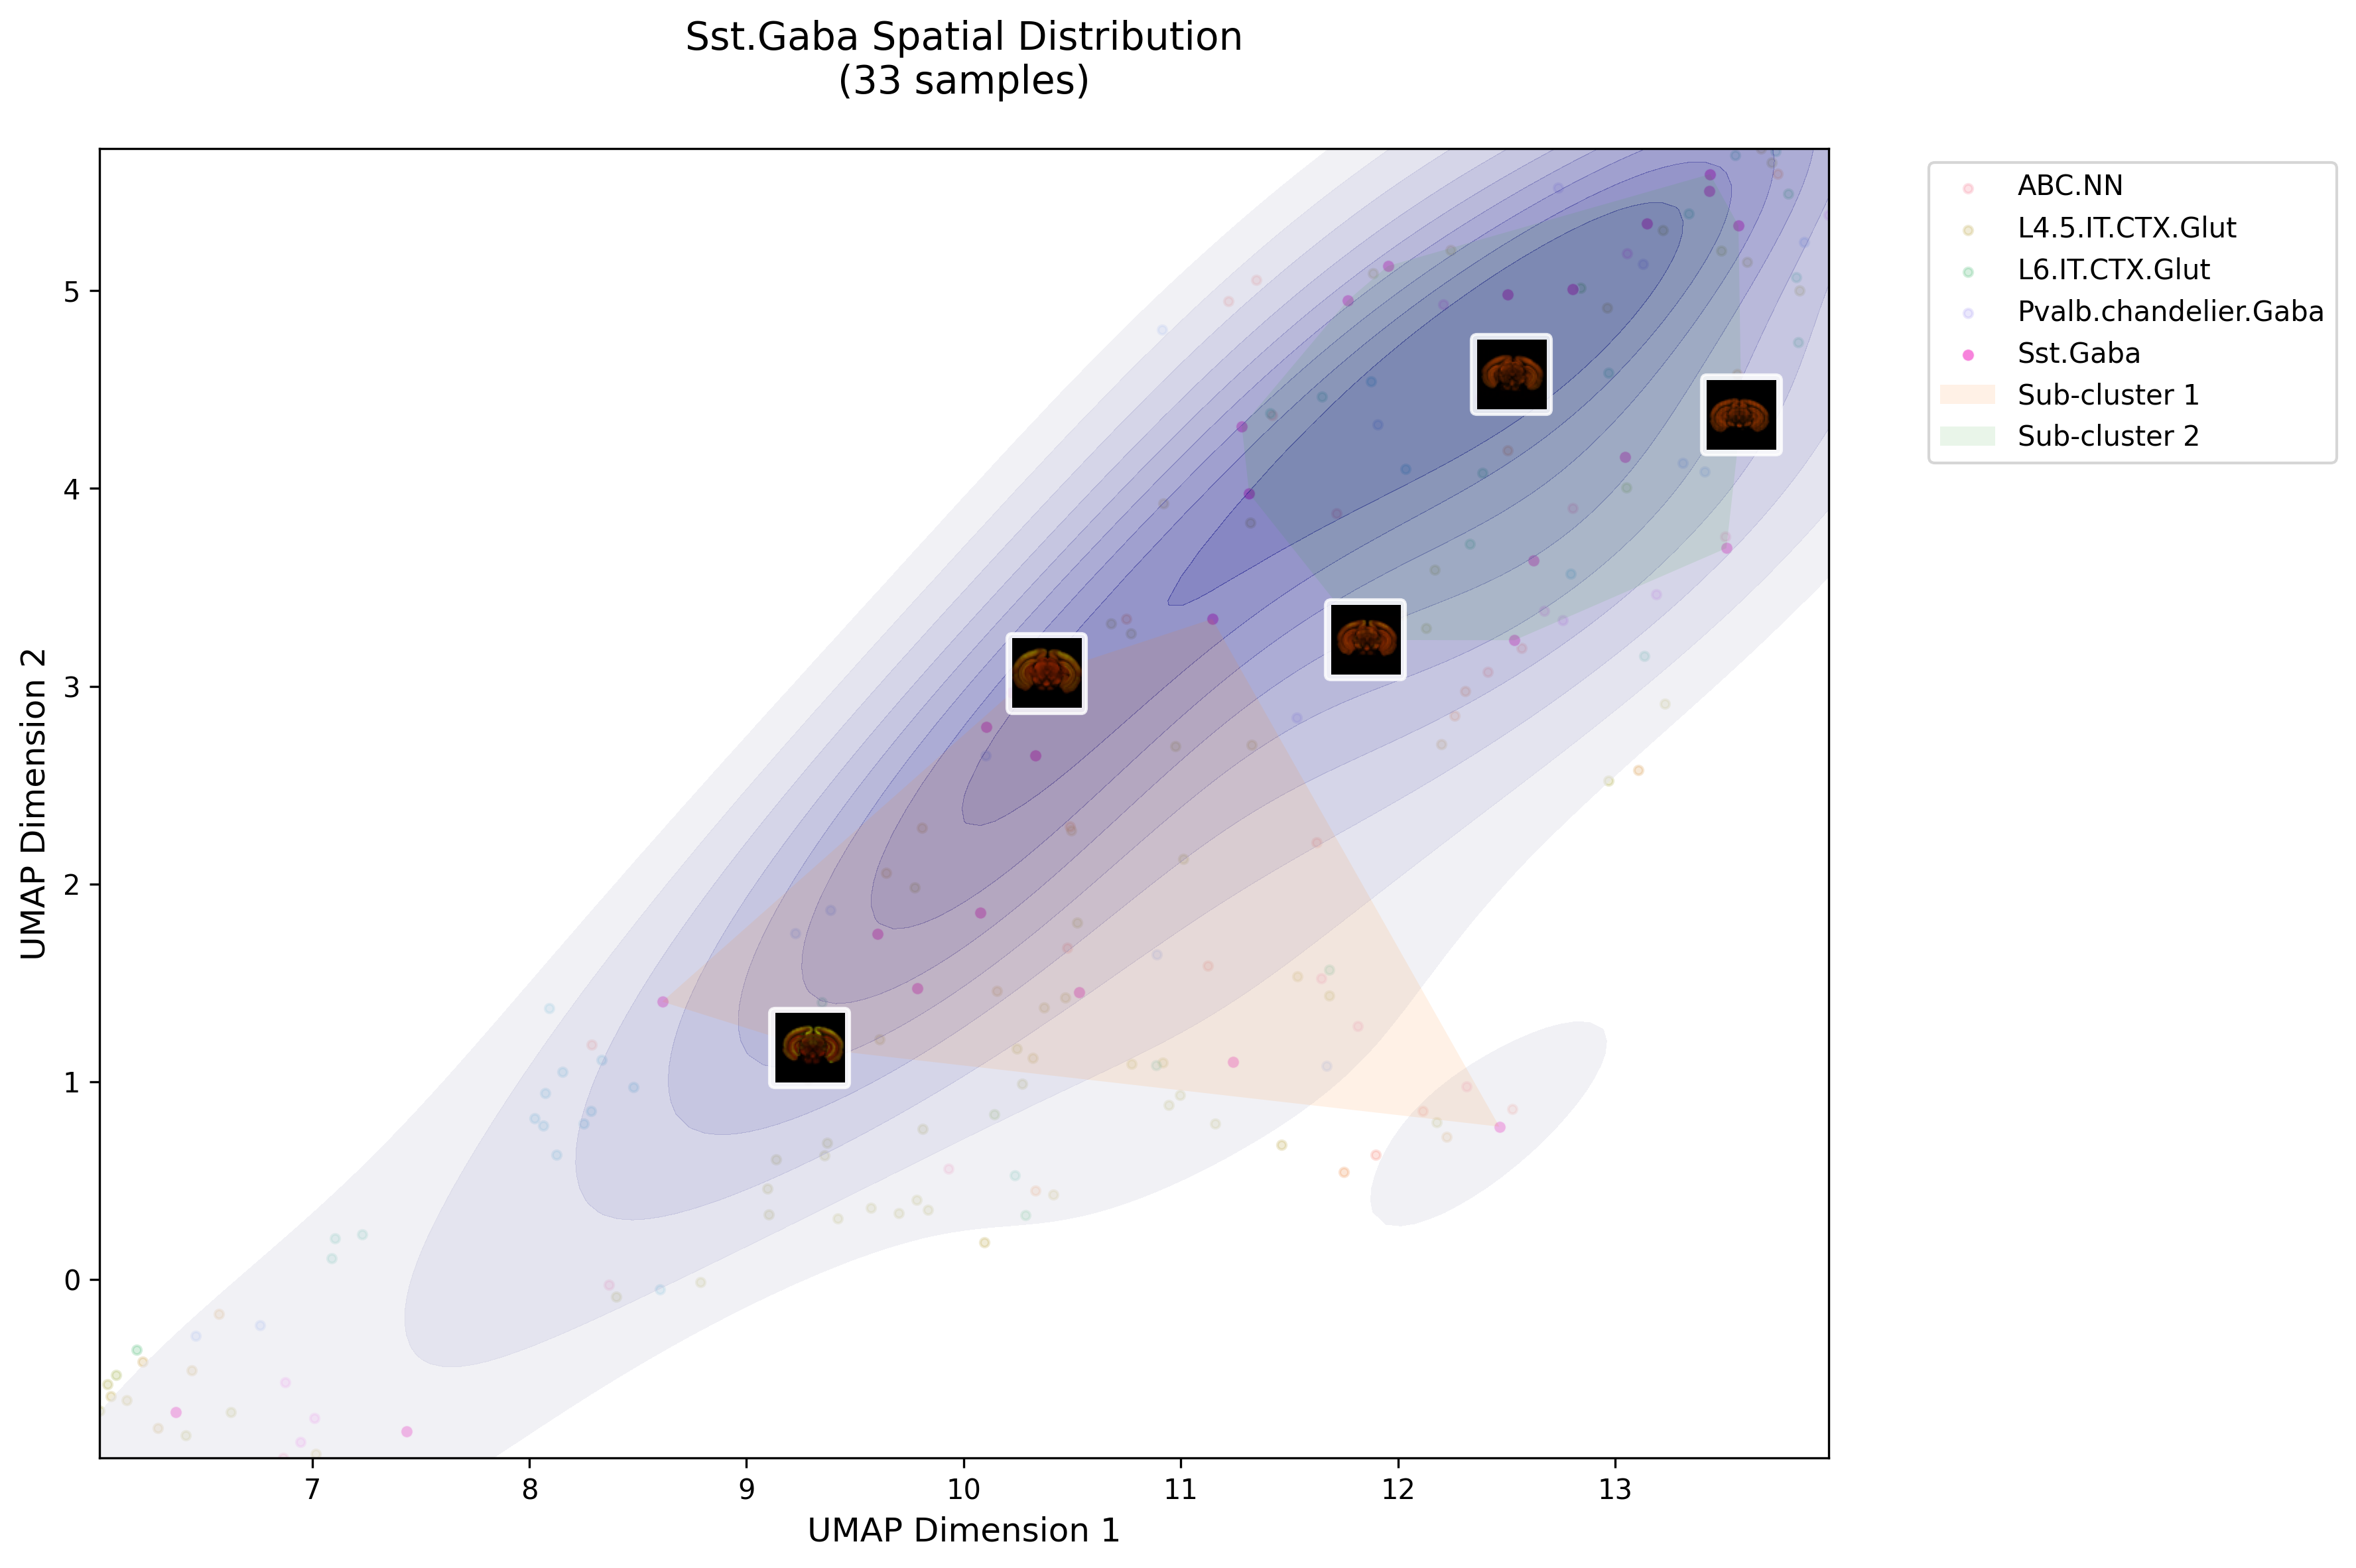 Sst.Gaba Spatial Distribution
(33 samples)
UMAP Dimension 2
5
4
3
2
1
0
7
8
9
10
11
12
13
UMAP Dimension 1
ABC.NN
L4.5.IT.CTX.Glut
L6.IT.CTX.Glut
Pvalb.chandelier.Gaba
Sst.Gaba
Sub-cluster 1
Sub-cluster 2